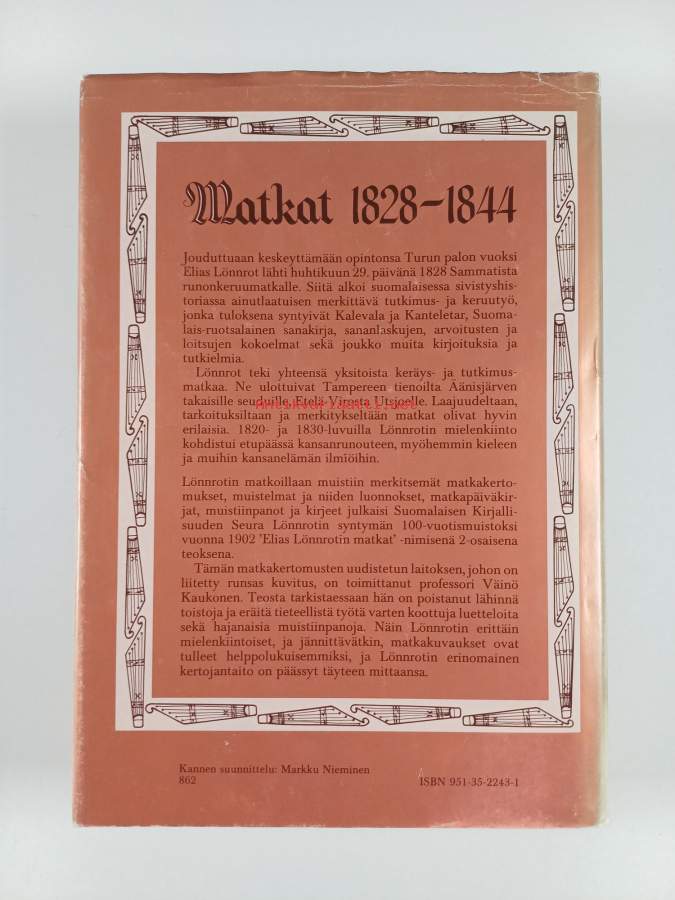 Matkat 1828–1844
Jouduttuaan keskeyttämään opintonsa Turun palon vuoksi
Elias Lönnrot lähti huhtikuun 29. päivänä 1828 Sammatista
runonkeruumatkalle. Siitä alkoi suomalaisessa sivistyshis-
toriassa ainutlaatuisen merkittävä tutkimus- ja keruutyö,
jonka tuloksena syntyivät Kalevala ja Kanteletar, Suoma-
lais-ruotsalainen sanakirja, sananlaskujen, arvoitusten ja
loitsujen kokoelmat sekä joukko muita kirjoituksia ja
tutkielmia.
Lönnrot teki yhteensä yksitoista keräys- ja tutkimus-
matkaa. Ne ulottuivat Tampereen tienoilta Äänisjärven
takaisille seuduille, Etelä-Virosta Utsjoelle. Laajuudeltaan,
tarkoituksiltaan ja merkitykseltään matkat olivat hyvin
erilaisia. 1820- ja 1830-luvuilla Lönnrotin mielenkiinto
kohdistui etupäässä kansanrunouteen, myöhemmin kieleen
ja muihin kansanelämän ilmiöihin.
Lönnrotin matkoillaan muistiin merkitsemät matkakerto-
mukset, muistelmat ja niiden luonnokset, matkapäiväkir-
jat, muistiinpanot ja kirjeet julkaisi Suomalaisen Kirjalli-
suuden Seura Lönnrotin syntymän 100-vuotismuistoksi
vuonna 1902 "Elias Lönnrotin matkat" -nimisenä 2-osaisena
teoksena.
Tämän matkakertomusten uudistetun laitoksen, johon on
liitetty runsas kuvitus, on toimittanut professori Väinö
Kaukonen. Teosta tarkistaessaan hän on poistanut lähinnä
toistoja ja eräitä tieteellistä työtä varten koottuja luetteloita
sekä hajanaisia muistiinpanoja. Näin Lönnrotin erittäin
mielenkiintoiset, ja jännittävätkin, matkakuvaukset ovat
tulleet helppolukuisemmiksi, ja Lönnrotin erinomainen
kertojantaito on päässyt täyteen mittaansa.
Kannen suunnittelu: Markku Nieminen
862
ISBN 951-35-2243-1